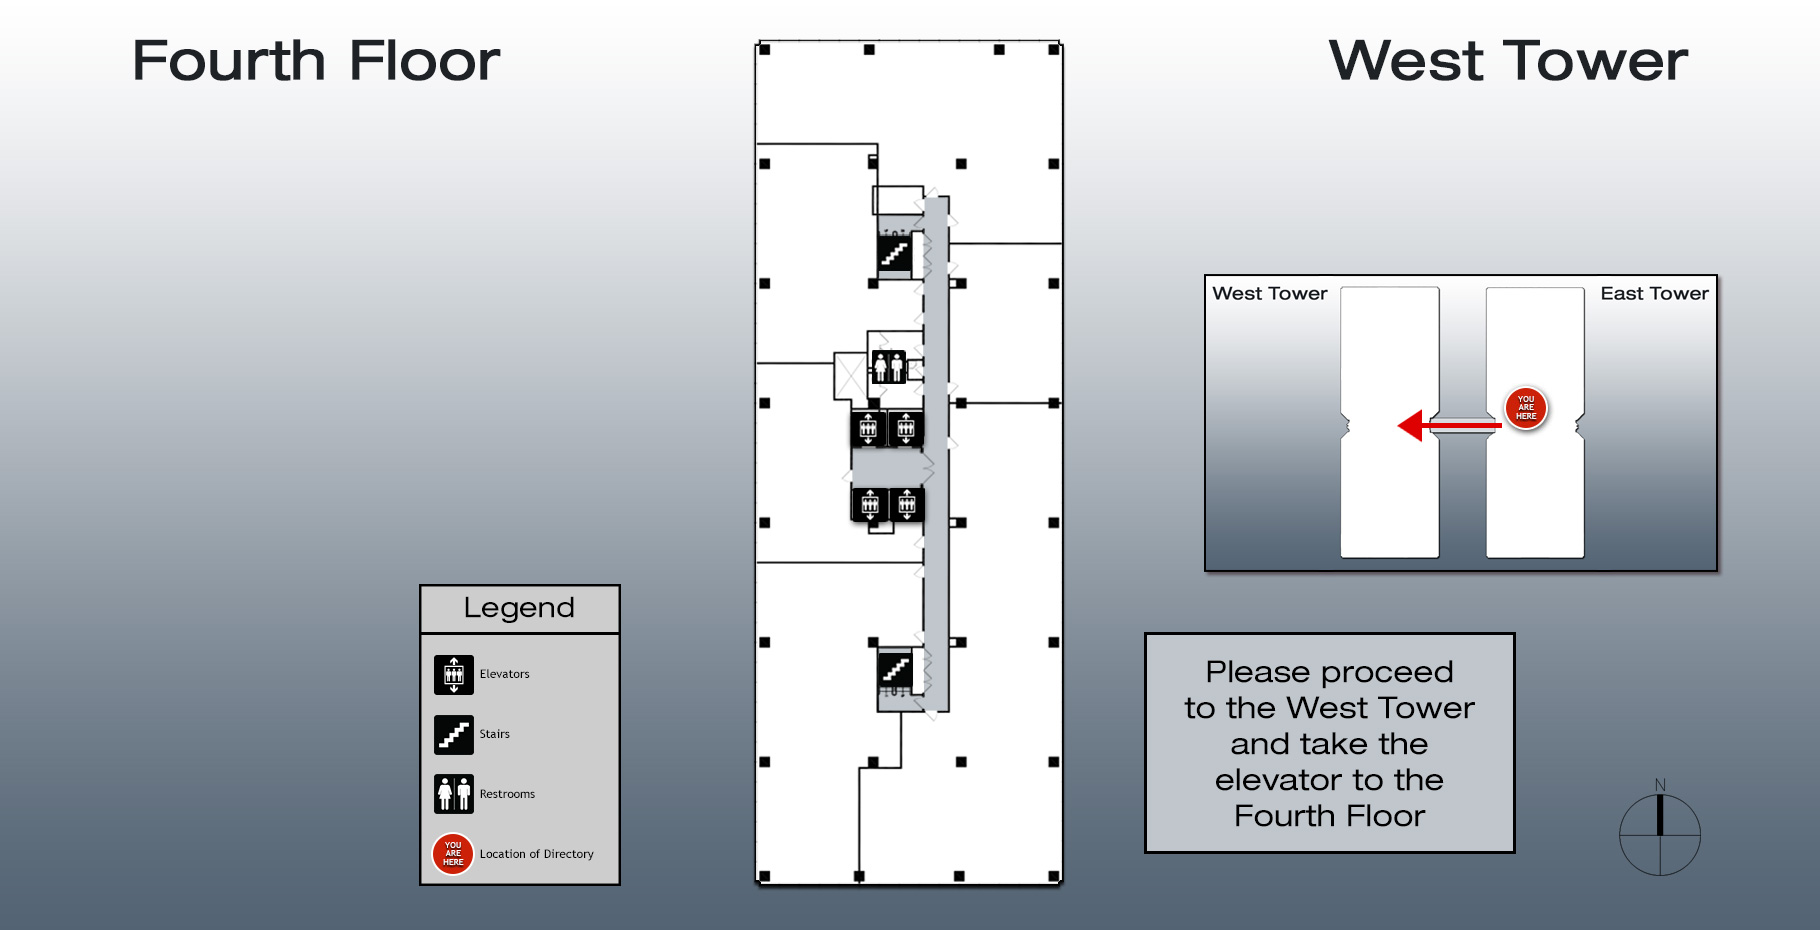 Fourth Floor
West Tower
West Tower
East Tower
YOU
ARE
HERE
Legend
Elevators
Stairs
Restrooms
YOU
ARE
HERE
Location of Directory
Please proceed
to the West Tower
and take the
elevator to the
Fourth Floor
N